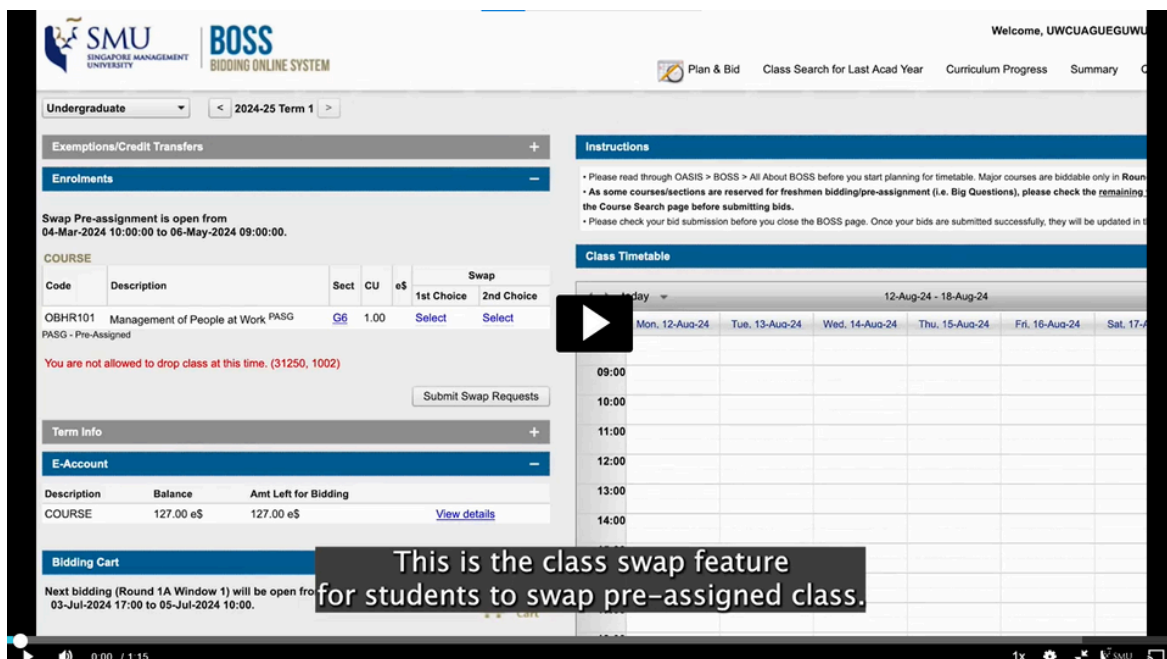 SMU
SINGAPORE MANAGEMENT
UNIVERSITY
BOSS
BIDDING ONLINE SYSTEM
Welcome, UWCUAGUEGUWU
Plan & Bid Class Search for Last Acad Year Curriculum Progress Summary
Undergraduate
< 2024-25 Term 1 >
Exemptions/Credit Transfers +
Enrolments –
Swap Pre-assignment is open from
04-Mar-2024 10:00:00 to 06-May-2024 09:00:00.
COURSE
Code Description Sect CU e$ Swap
1st Choice 2nd Choice
OBHR101 Management of People at Work PASG G6 1.00 Select Select
PASG - Pre-Assigned
You are not allowed to drop class at this time. (31250, 1002)
Submit Swap Requests
Term Info +
E-Account –
Description Balance Amt Left for Bidding
COURSE 127.00 e$ 127.00 e$ View details
Bidding Cart
Next bidding (Round 1A Window 1) will be open fro
03-Jul-2024 17:00 to 05-Jul-2024 10:00.
Cart
Instructions
• Please read through OASIS > BOSS > All About BOSS before you start planning for timetable. Major courses are biddable only in Roun
• As some courses/sections are reserved for freshmen bidding/pre-assignment (i.e. Big Questions), please check the remaining
the Course Search page before submitting bids.
• Please check your bid submission before you close the BOSS page. Once your bids are submitted successfully, they will be updated in t
Class Timetable
day 12-Aug-24 - 18-Aug-24
Mon, 12-Aug-24 Tue, 13-Aug-24 Wed, 14-Aug-24 Thu, 15-Aug-24 Fri, 16-Aug-24 Sat, 17-A
09:00
10:00
11:00
12:00
13:00
14:00
This is the class swap feature
for students to swap pre-assigned class.
0:00 / 1:15
1x
SMU